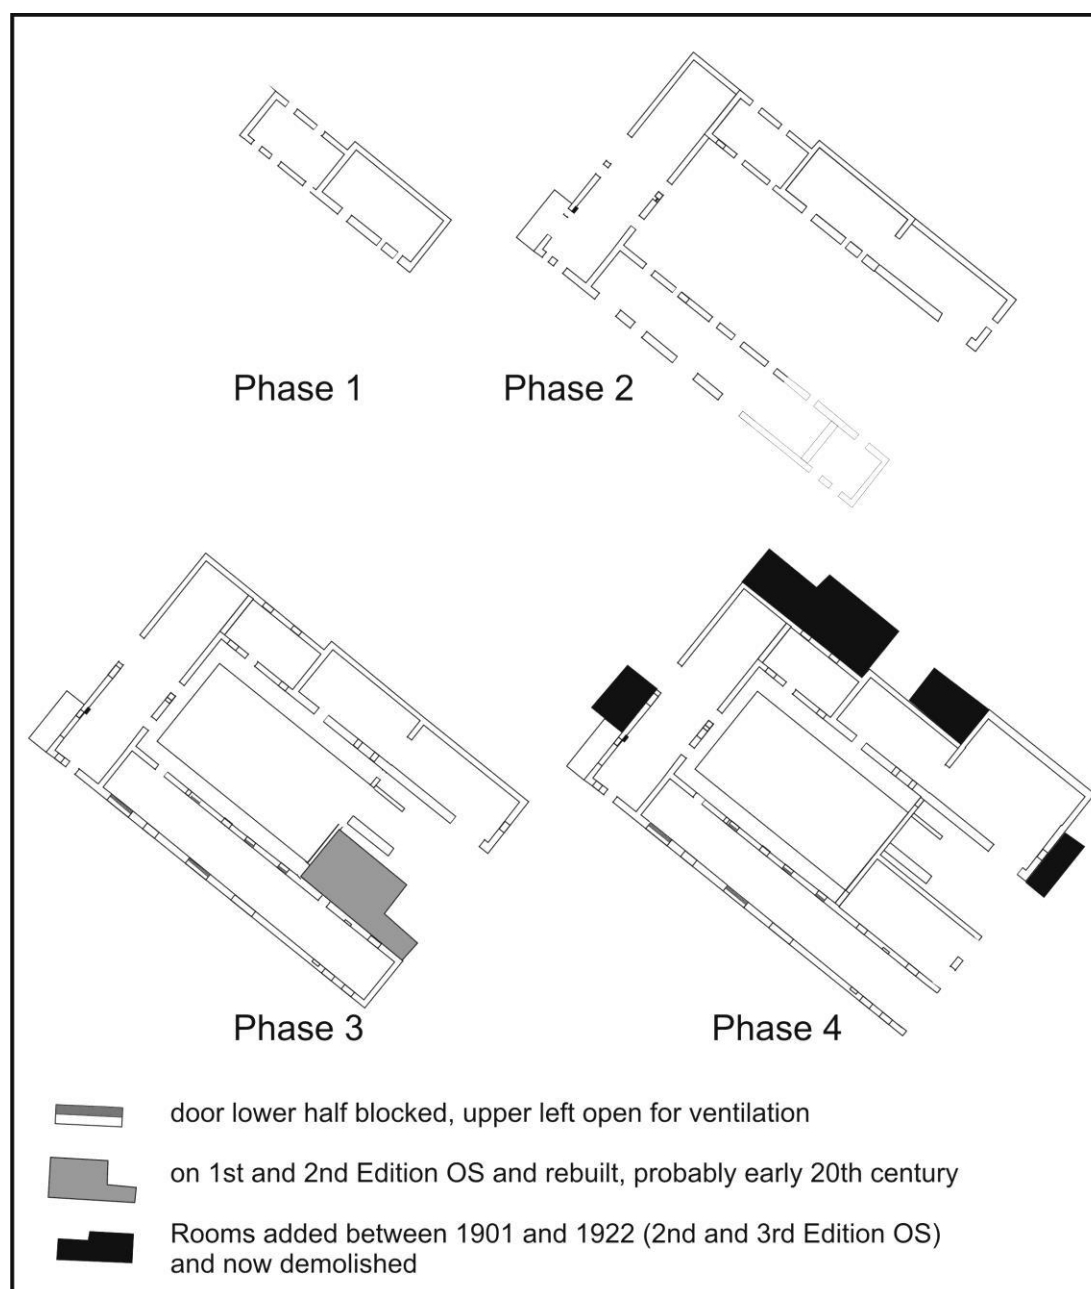 Phase 1
Phase 2
Phase 3
Phase 4
door lower half blocked, upper left open for ventilation
on 1st and 2nd Edition OS and rebuilt, probably early 20th century
Rooms added between 1901 and 1922 (2nd and 3rd Edition OS)
and now demolished